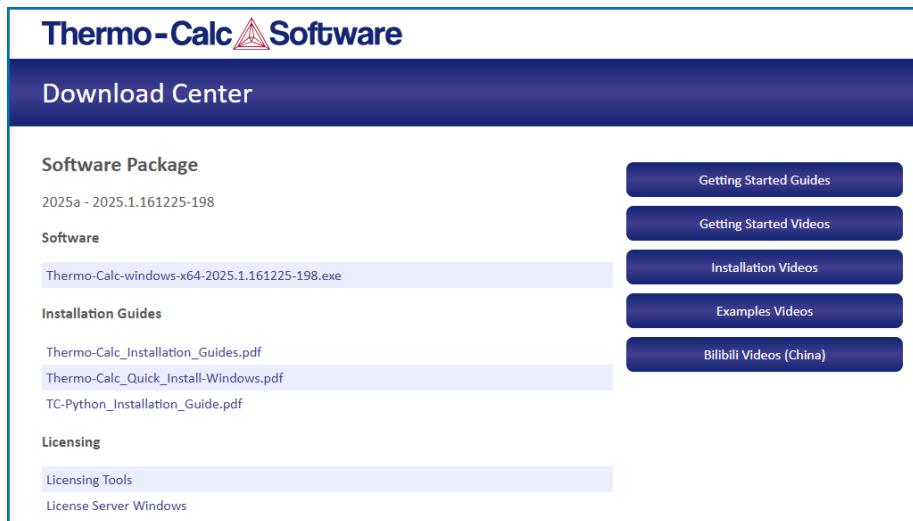 Thermo-Calc Software
Download Center
Software Package
2025a - 2025.1.161225-198
Software
Thermo-Calc-windows-x64-2025.1.161225-198.exe
Installation Guides
Thermo-Calc_Installation_Guides.pdf
Thermo-Calc_Quick_Install-Windows.pdf
TC-Python_Installation_Guide.pdf
Licensing
Licensing Tools
License Server Windows
Getting Started Guides
Getting Started Videos
Installation Videos
Examples Videos
Bilibili Videos (China)